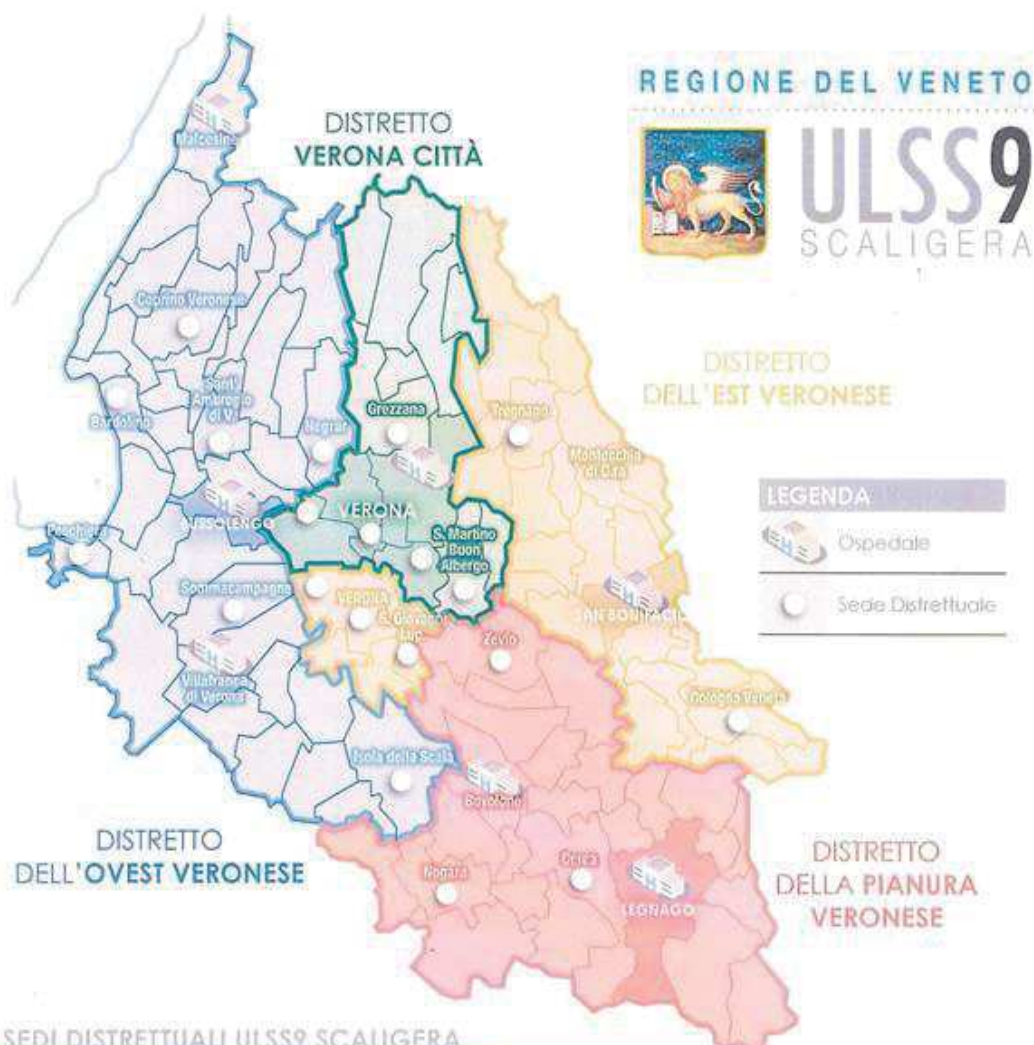 REGIONE DEL VENETO
ULSS9
SCALIGERA
DISTRETTO
VERONA CITTÀ
Malcesine
Caprino Veronese
Bardolino
Sant'
Ambrogio
di V.
Negrar
Grezzana
Tregnago
DISTRETTO
DELL'EST VERONESE
Montecchia
di C.ra
LEGENDA
Ospedale
Sede Distrettuale
BUSSOLENGO
VERONA
S. Martino
Buon
Albergo
Peschiera
Sommacampagna
VERONA
S. Giovanni
Lup.
SAN BONIFACIO
Zevio
Villafranca
di Verona
Cologna Veneta
Isola della Scala
Bovolone
DISTRETTO
DELL'OVEST VERONESE
Nogara
Cerea
LEGNAGO
DISTRETTO
DELLA PIANURA
VERONESE
SEDI DISTRETTUALI ULSS9 SCALIGERA